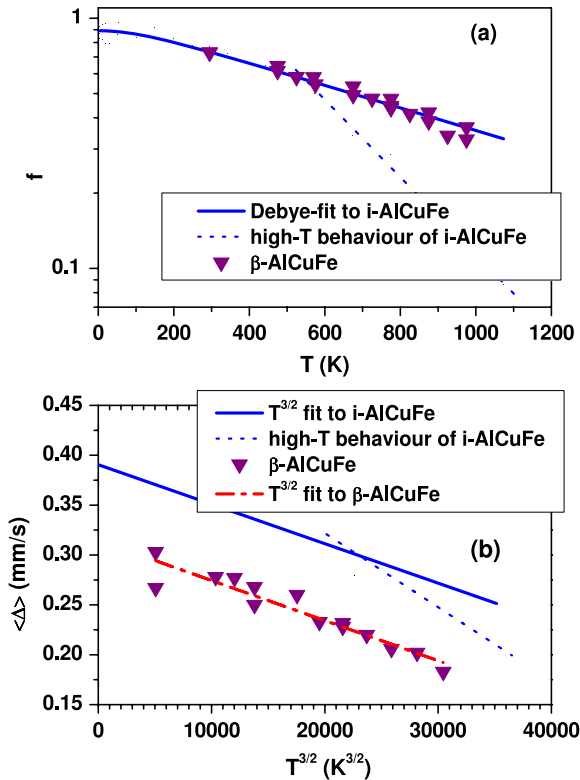 1
(a)
f
Debye-fit to i-AlCuFe
high-T behaviour of i-AlCuFe
β-AlCuFe
0.1
0 200 400 600 800 1000 1200
T (K)
0.45
T^{3/2} fit to i-AlCuFe
high-T behaviour of i-AlCuFe
β-AlCuFe
T^{3/2} fit to β-AlCuFe
0.40
0.35
<Δ> (mm/s)
0.30
(b)
0.25
0.20
0.15
0 10000 20000 30000 40000
T^{3/2} (K^{3/2})